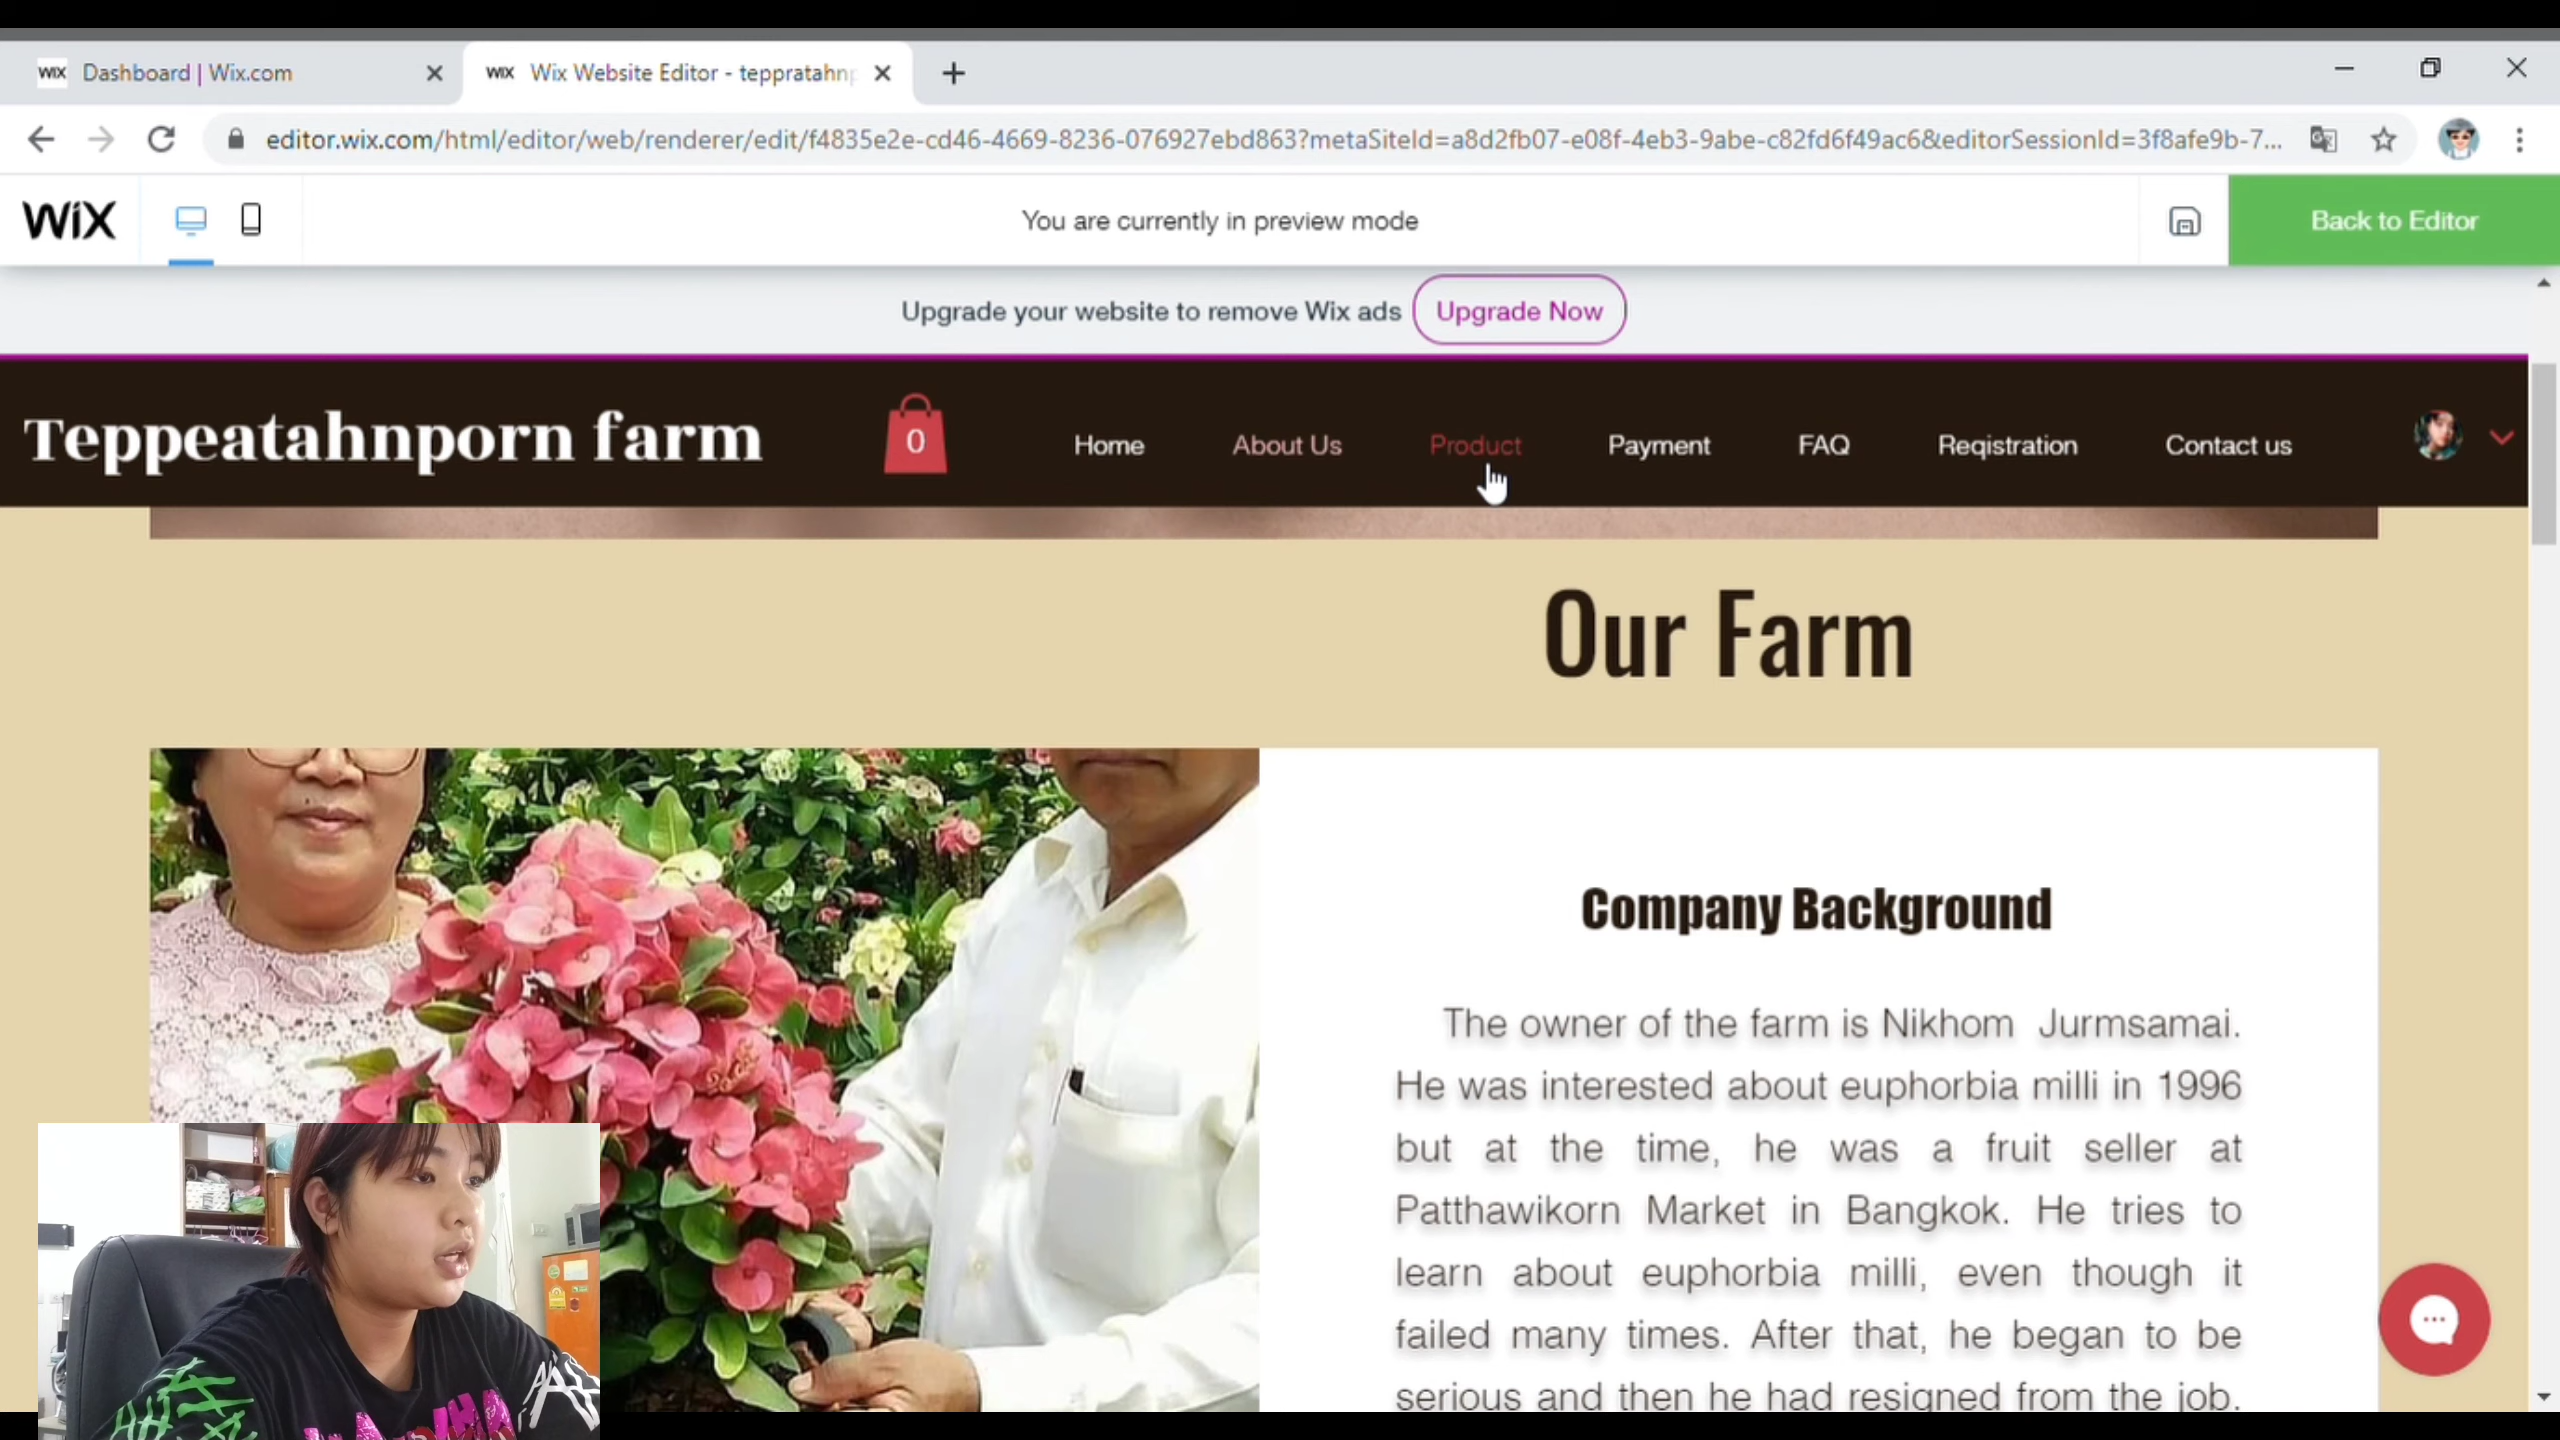 WIX Dashboard | Wix.com
WIX Wix Website Editor - teppratahnp
editor.wix.com/html/editor/web/renderer/edit/f4835e2e-cd46-4669-8236-076927ebd863?metaSiteId=a8d2fb07-e08f-4eb3-9abe-c82fd6f49ac6&editorSessionId=3f8afe9b-7...
WiX
You are currently in preview mode
Back to Editor
Upgrade your website to remove Wix ads Upgrade Now
Teppeatahnporn farm
0
Home About Us Product Payment FAQ Reqistration Contact us
Our Farm
Company Background
The owner of the farm is Nikhom Jurmsamai.
He was interested about euphorbia milli in 1996
but at the time, he was a fruit seller at
Patthawikorn Market in Bangkok. He tries to
learn about euphorbia milli, even though it
failed many times. After that, he began to be
serious and then he had resigned from the job.